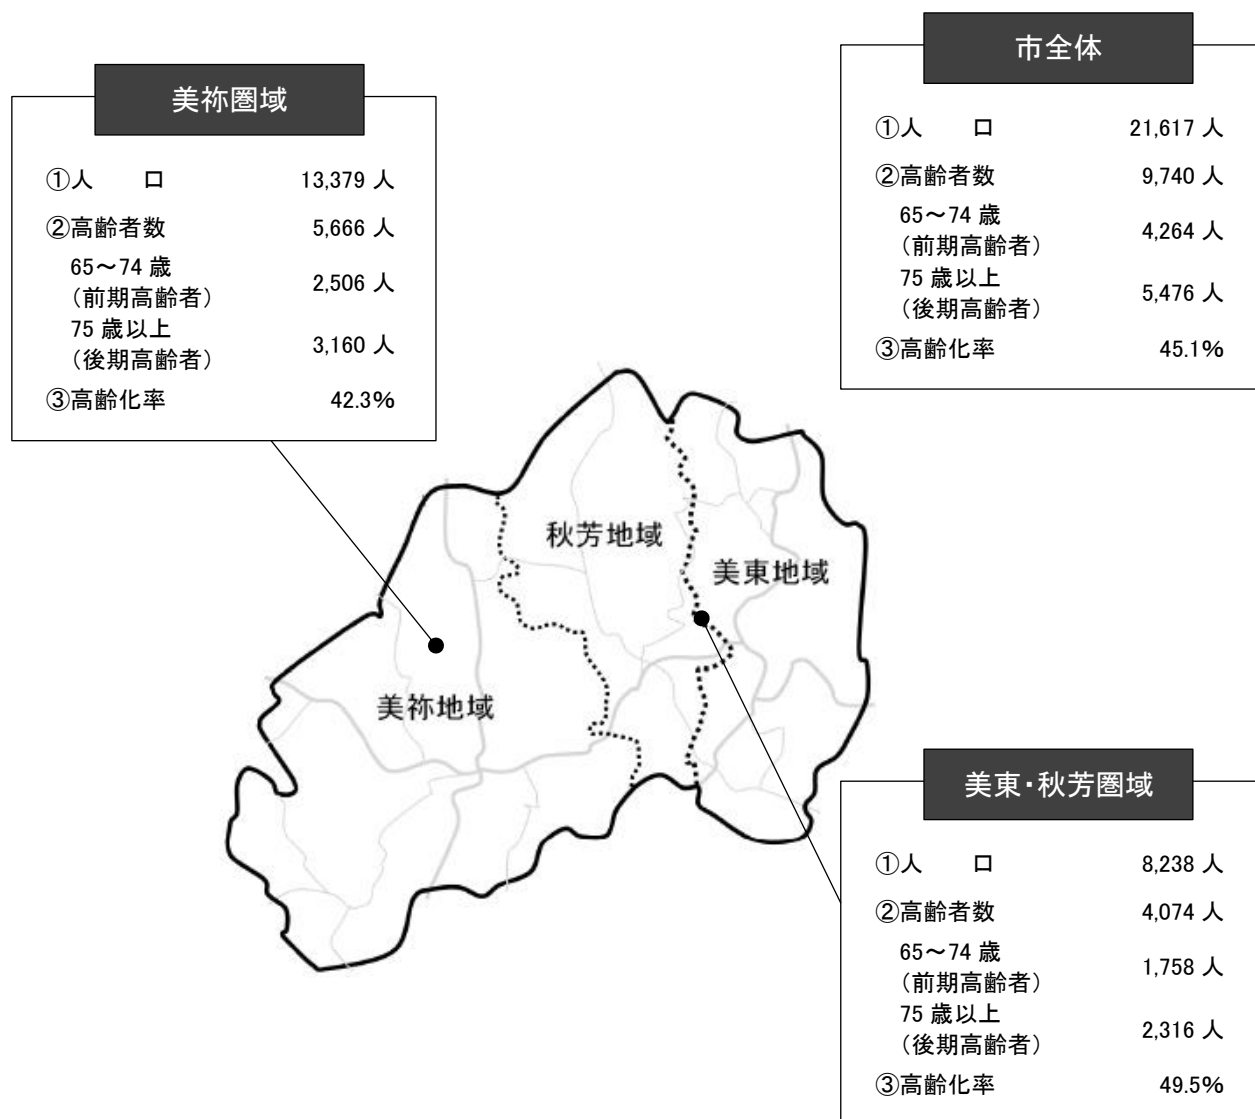 市全体
①人　　口 21,617 人
②高齢者数 9,740 人
65～74 歳
（前期高齢者） 4,264 人
75 歳以上
（後期高齢者） 5,476 人
③高齢化率 45.1%
美祢圏域
①人　　口 13,379 人
②高齢者数 5,666 人
65～74 歳
（前期高齢者） 2,506 人
75 歳以上
（後期高齢者） 3,160 人
③高齢化率 42.3%
秋芳地域
美東地域
美祢地域
美東・秋芳圏域
①人　　口 8,238 人
②高齢者数 4,074 人
65～74 歳
（前期高齢者） 1,758 人
75 歳以上
（後期高齢者） 2,316 人
③高齢化率 49.5%